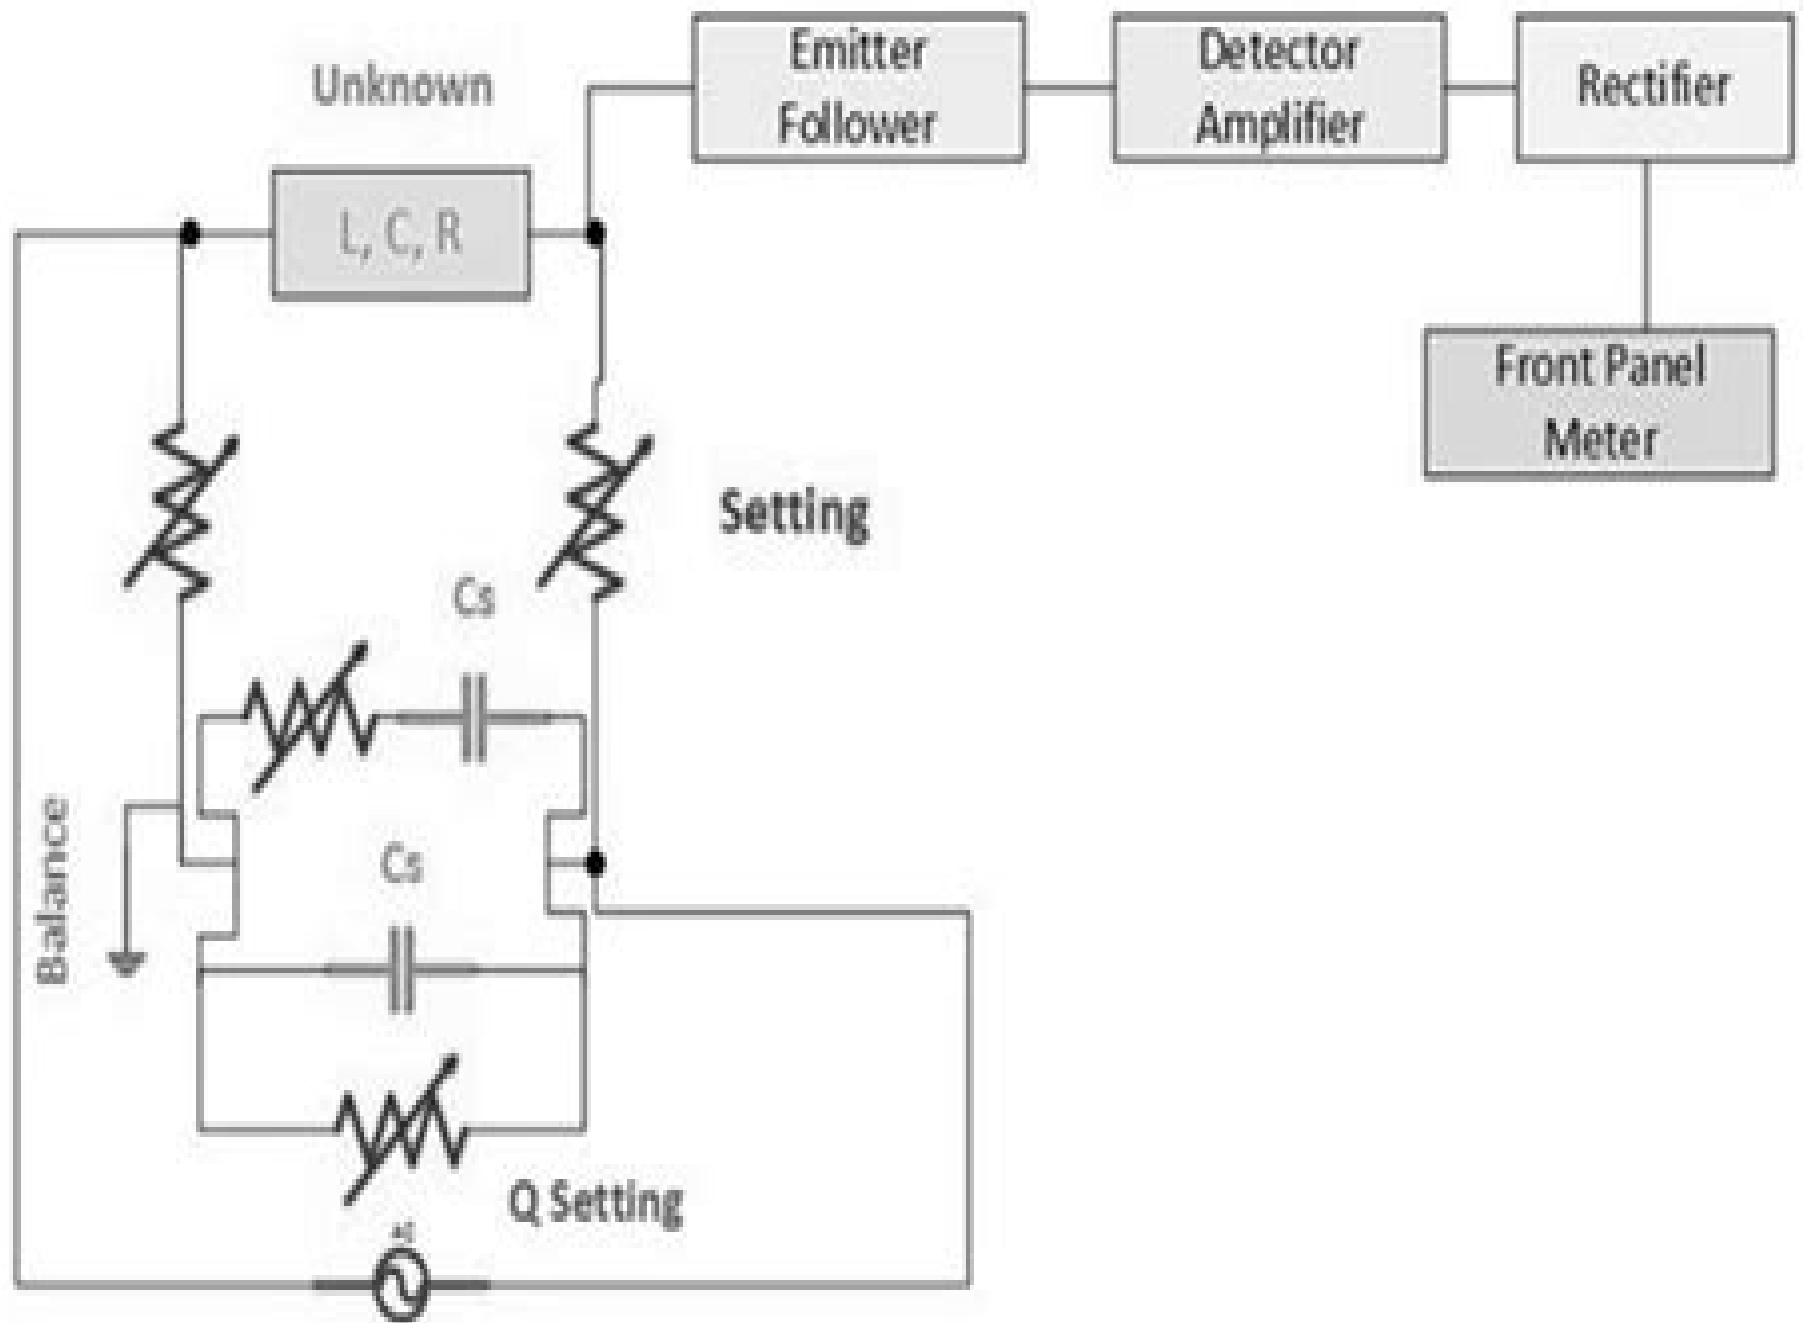 Unknown
L, C, R
Emitter
Follower
Detector
Amplifier
Rectifier
Front Panel
Meter
Setting
Cs
Balance
Cs
Q Setting